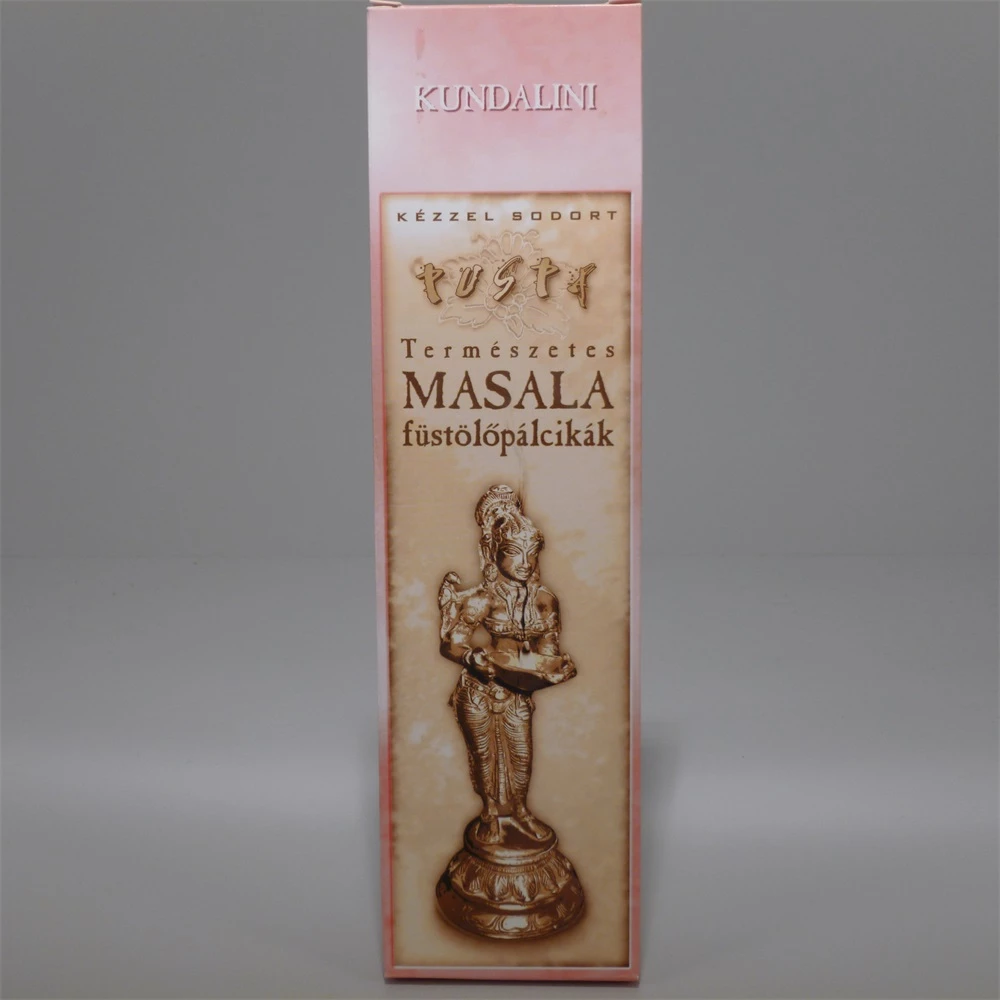 KUNDALINI
KÉZZEL SODORT
PUSPA
Természetes
MASALA
füstölőpálcikák